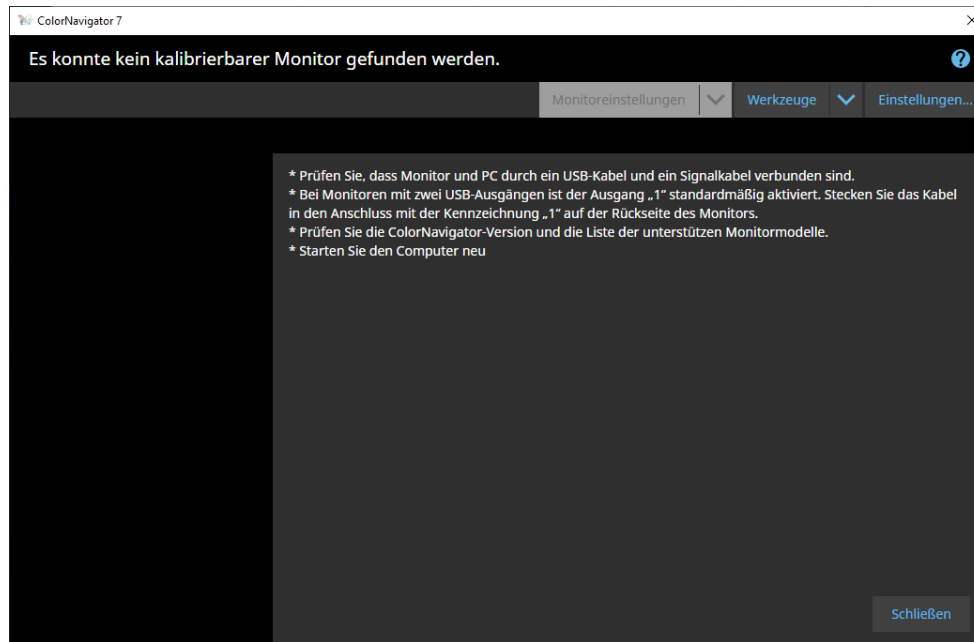 ColorNavigator 7
Es konnte kein kalibrierbarer Monitor gefunden werden.
?
Monitoreinstellungen
Werkzeuge
Einstellungen...
* Prüfen Sie, dass Monitor und PC durch ein USB-Kabel und ein Signalkabel verbunden sind.
* Bei Monitoren mit zwei USB-Ausgängen ist der Ausgang „1“ standardmäßig aktiviert. Stecken Sie das Kabel
in den Anschluss mit der Kennzeichnung „1“ auf der Rückseite des Monitors.
* Prüfen Sie die ColorNavigator-Version und die Liste der unterstützen Monitormodelle.
* Starten Sie den Computer neu
Schließen